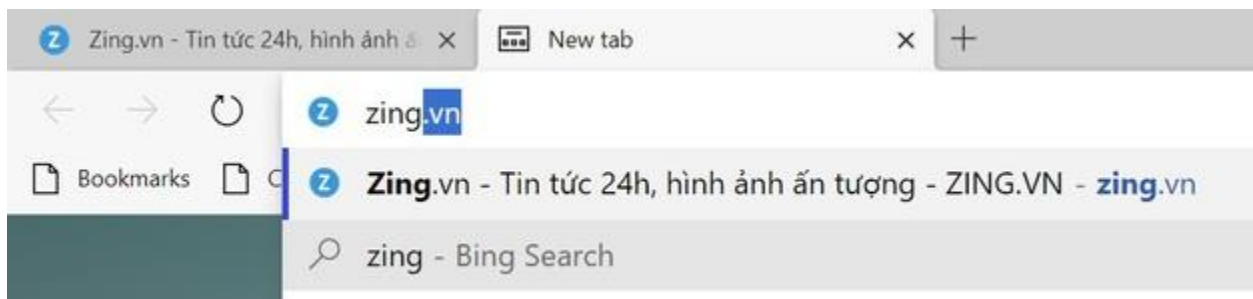 Zing.vn - Tin tức 24h, hình ảnh New tab
zing.vn
Bookmarks
Zing.vn - Tin tức 24h, hình ảnh ấn tượng - ZING.VN - zing.vn
zing - Bing Search